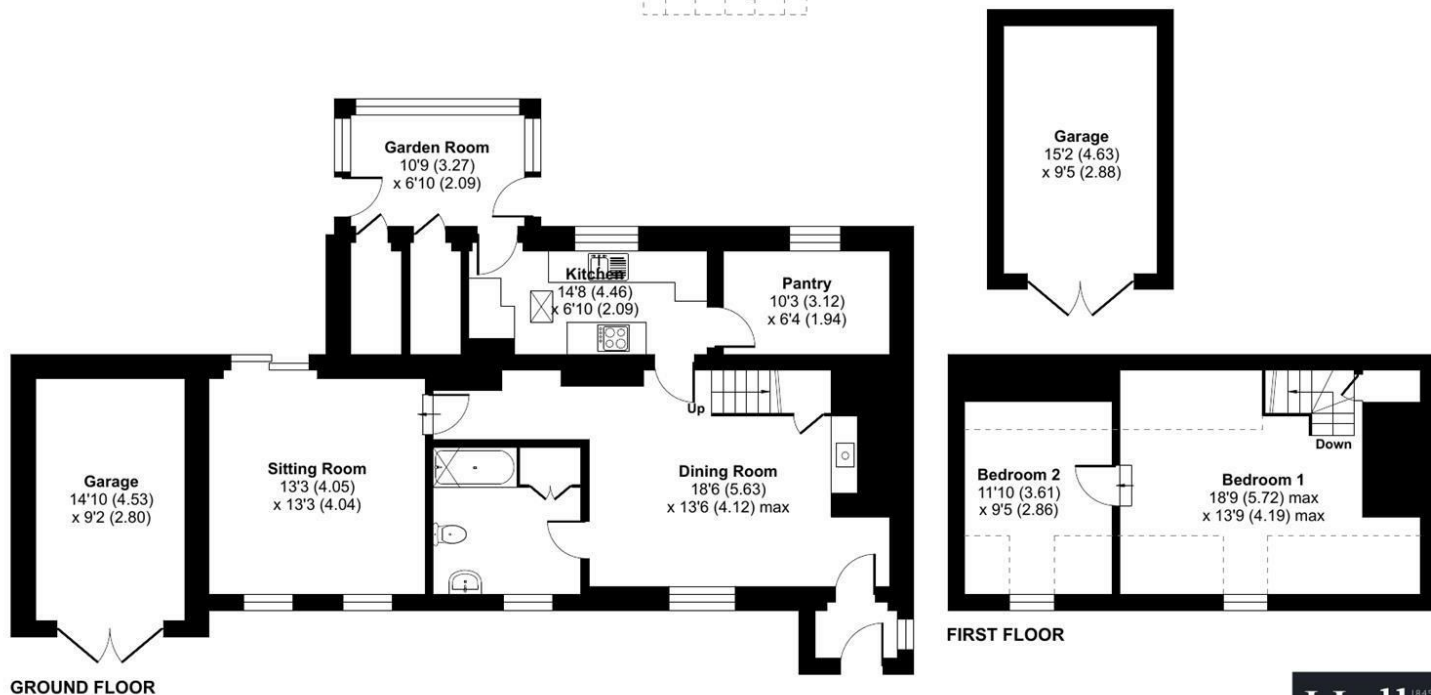 Garage
15'2 (4.63)
x 9'5 (2.88)
Garden Room
10'9 (3.27)
x 6'10 (2.09)
Kitchen
14'8 (4.46)
x 6'10 (2.09)
Pantry
10'3 (3.12)
x 6'4 (1.94)
Up
Garage
14'10 (4.53)
x 9'2 (2.80)
Sitting Room
13'3 (4.05)
x 13'3 (4.04)
Dining Room
18'6 (5.63)
x 13'6 (4.12) max
Down
Bedroom 2
11'10 (3.61)
x 9'5 (2.86)
Bedroom 1
18'9 (5.72) max
x 13'9 (4.19) max
FIRST FLOOR
GROUND FLOOR